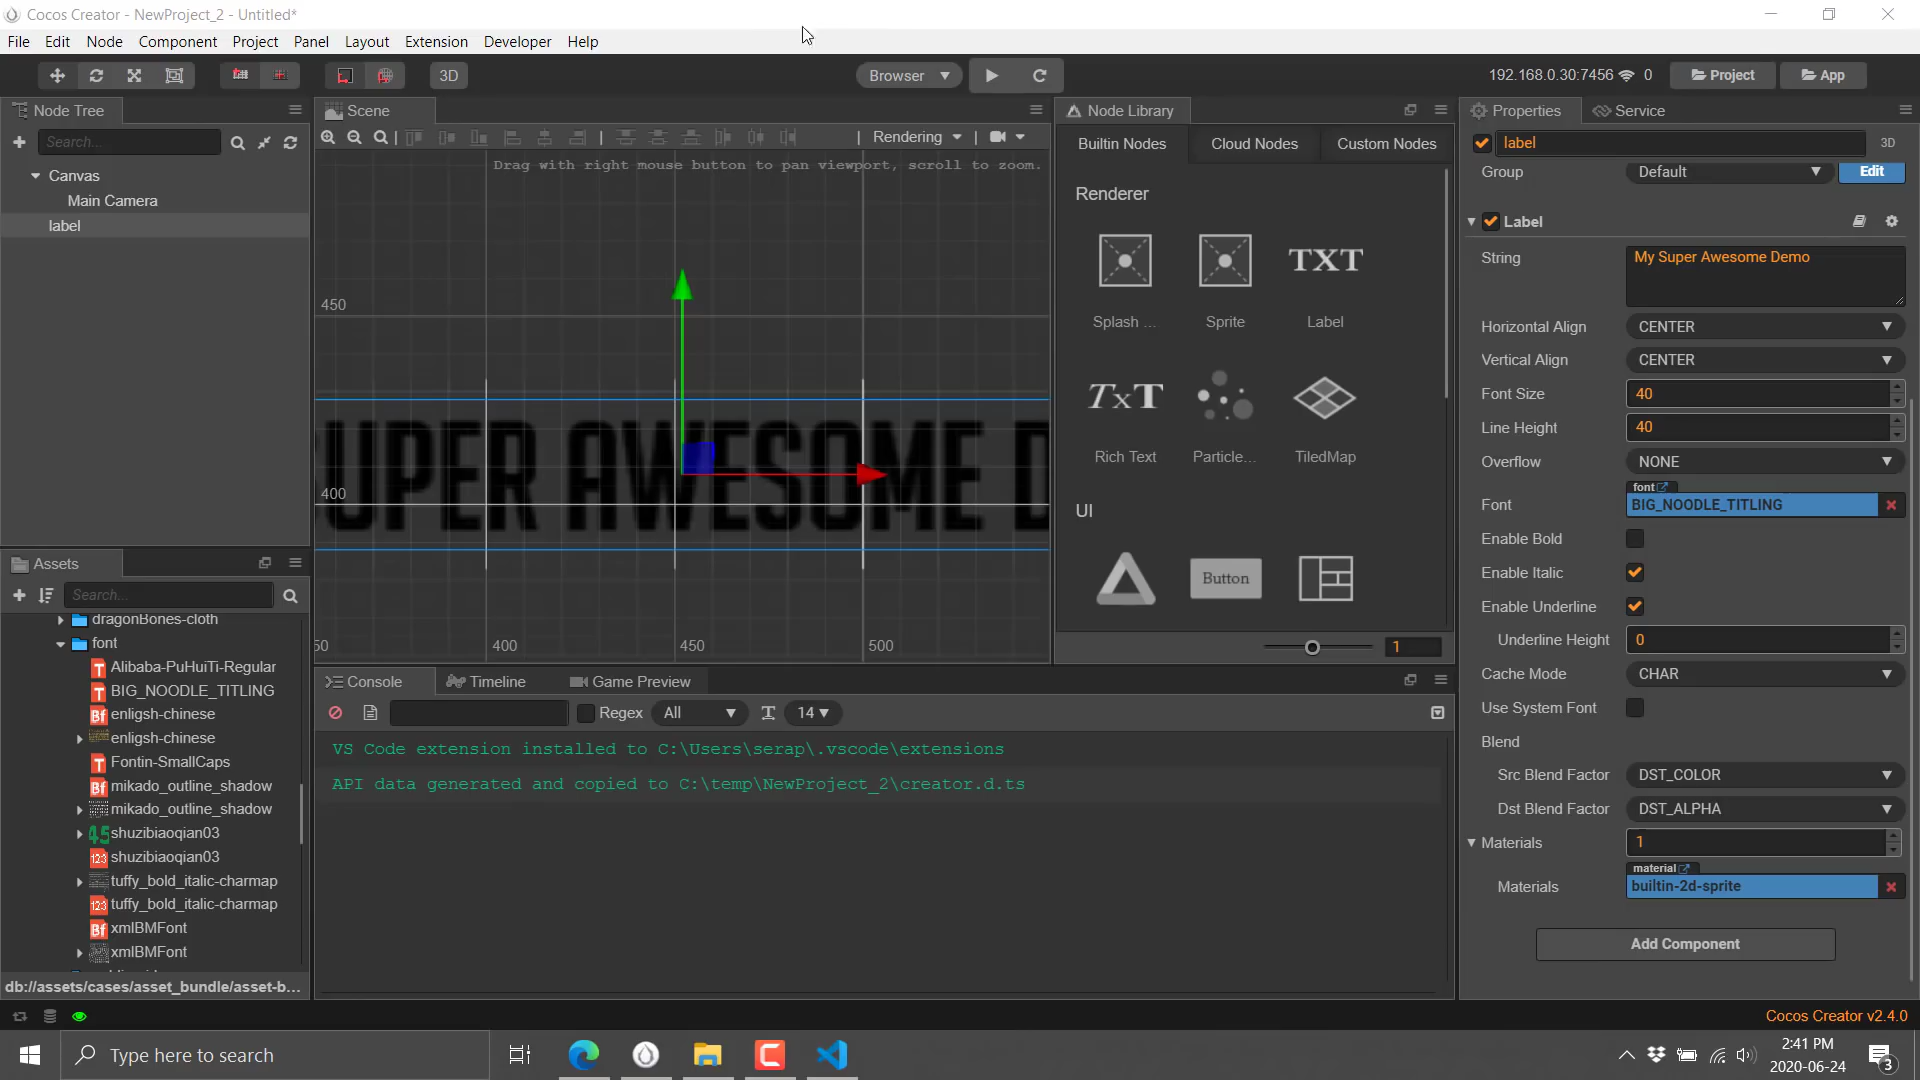 Cocos Creator - NewProject_2 - Untitled*
File Edit Node Component Project Panel Layout Extension Developer Help
3D
Browser
192.168.0.30:7456 0
Project
App
Node Tree
Search...
Canvas
Main Camera
label
Scene
Rendering
Drag with right mouse button to pan viewport, scroll to zoom.
450
SUPER AWESOME D
400
50 400 450 500
Node Library
Builtin Nodes Cloud Nodes Custom Nodes
Renderer
TXT
Splash ... Sprite Label
TxT
Rich Text Particle... TiledMap
UI
Button
1
Properties Service
label 3D
Group Default Edit
Label
String My Super Awesome Demo
Horizontal Align CENTER
Vertical Align CENTER
Font Size 40
Line Height 40
Overflow NONE
font
Font BIG_NOODLE_TITLING
Enable Bold
Enable Italic
Enable Underline
Underline Height 0
Cache Mode CHAR
Use System Font
Blend
Src Blend Factor DST_COLOR
Dst Blend Factor DST_ALPHA
Materials 1
material
Materials builtin-2d-sprite
Add Component
Assets
Search...
dragonBones-cloth
font
Alibaba-PuHuiTi-Regular
BIG_NOODLE_TITLING
enligsh-chinese
enligsh-chinese
Fontin-SmallCaps
mikado_outline_shadow
mikado_outline_shadow
shuzibiaoqian03
shuzibiaoqian03
tuffy_bold_italic-charmap
tuffy_bold_italic-charmap
xmlBMFont
xmlBMFont
db://assets/cases/asset_bundle/asset-b...
Console Timeline Game Preview
Regex All 14
VS Code extension installed to C:\Users\serap\.vscode\extensions
API data generated and copied to C:\temp\NewProject_2\creator.d.ts
Cocos Creator v2.4.0
Type here to search
2:41 PM
2020-06-24
3